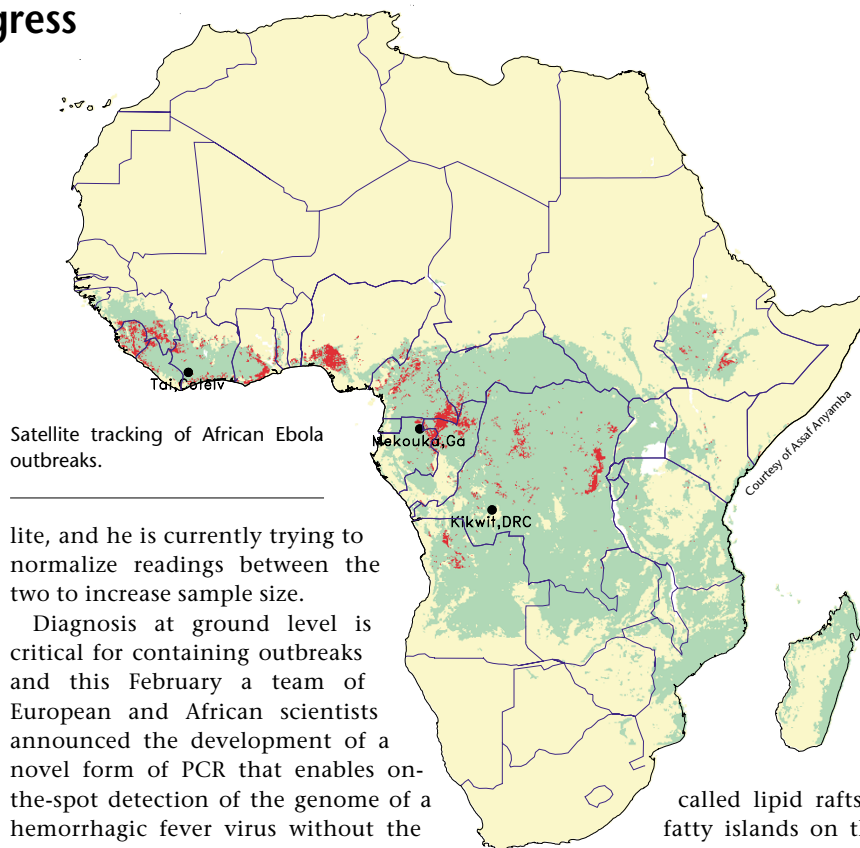 gress
Tai,CoteIv
Mekouka,Ga
Kikwit,DRC
Courtesy of Assaf Anyamba
Satellite tracking of African Ebola
outbreaks.
lite, and he is currently trying to
normalize readings between the
two to increase sample size.
Diagnosis at ground level is
critical for containing outbreaks
and this February a team of
European and African scientists
announced the development of a
novel form of PCR that enables on-
the-spot detection of the genome of a
hemorrhagic fever virus without the
called lipid rafts
fatty islands on th